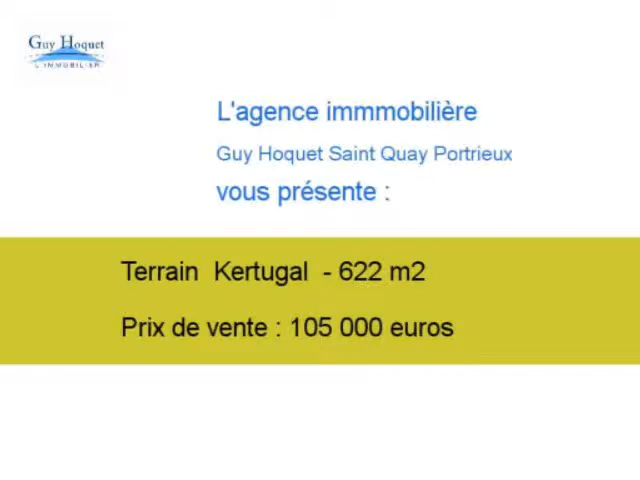 Guy Hoquet
L'IMMOBILIER
L'agence immmobilière
Guy Hoquet Saint Quay Portrieux
vous présente :
Terrain Kertugal - 622 m2
Prix de vente : 105 000 euros